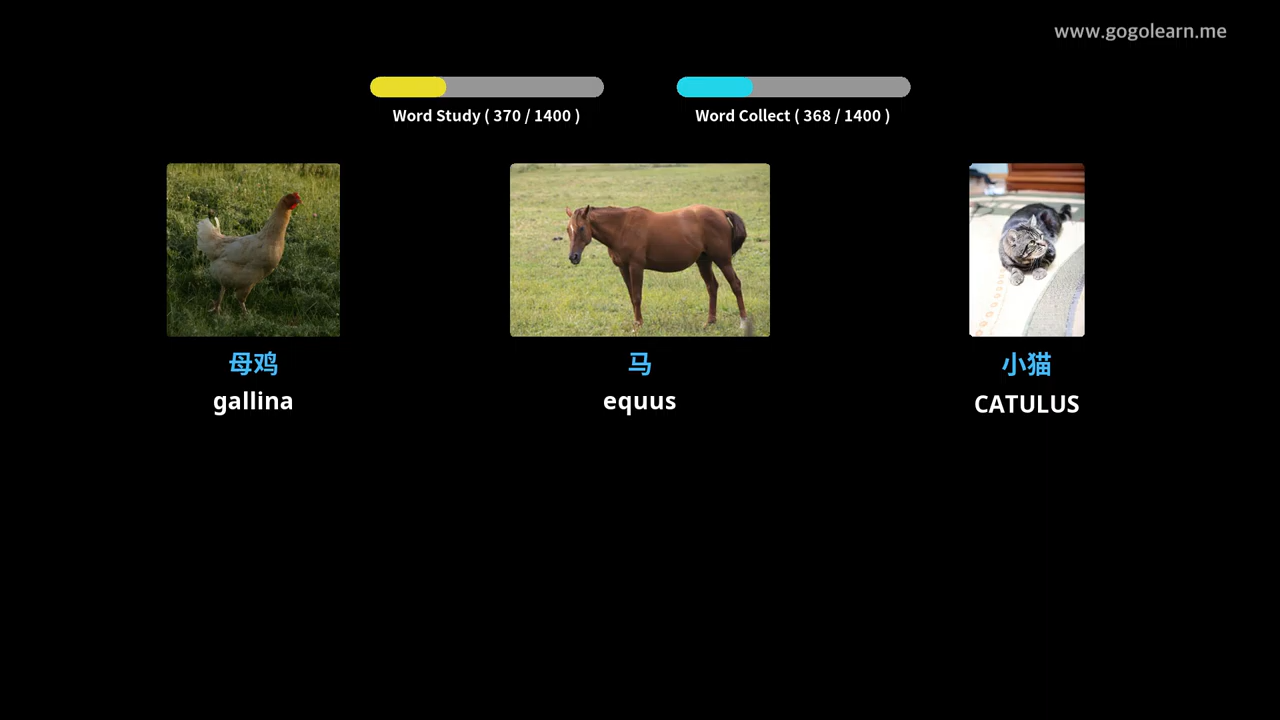 www.gogolearn.me
Word Study ( 370 / 1400 )
Word Collect ( 368 / 1400 )
母鸡
gallina
马
equus
小猫
CATULUS